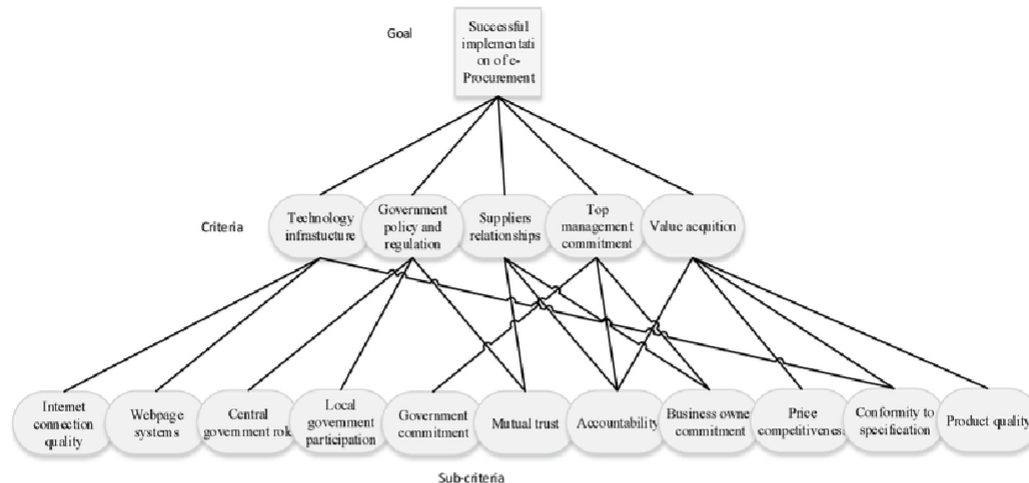 Goal
Successful
implementati
on of e-
Procurement
Criteria
Technology
infrastucture
Government
policy and
regulation
Suppliers
relationships
Top
management
commitment
Value acquition
Internet
connection
quality
Webpage
systems
Central
government role
Local
government
participation
Government
commitment
Mutual trust
Accountability
Business owner
commitment
Price
competitiveness
Conformity to
specification
Product quality
Sub-criteria